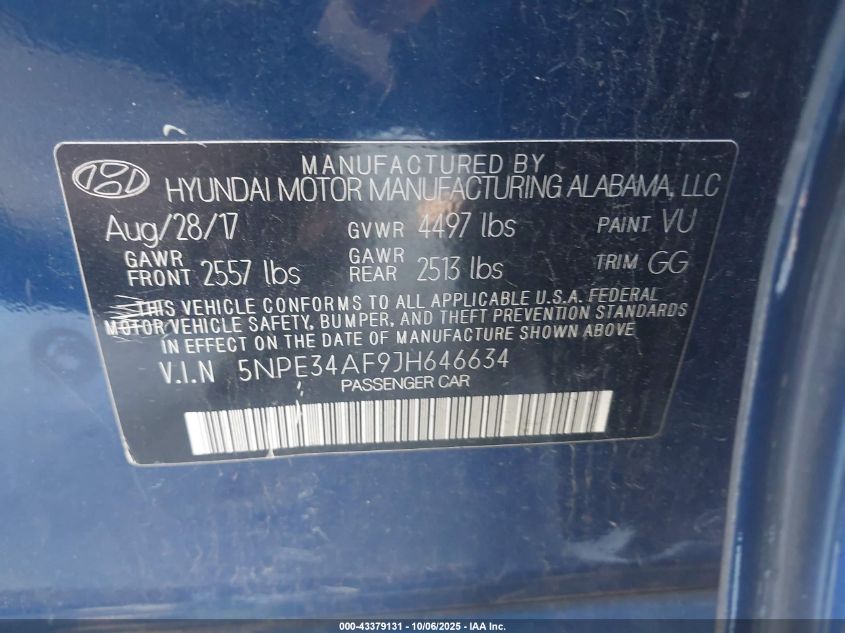 MANUFACTURED BY
HYUNDAI MOTOR MANUFACTURING ALABAMA, LLC
Aug/28/17 GVWR 4497 lbs PAINT VU
GAWR FRONT 2557 lbs GAWR REAR 2513 lbs TRIM GG
THIS VEHICLE CONFORMS TO ALL APPLICABLE U.S.A. FEDERAL
MOTOR VEHICLE SAFETY, BUMPER, AND THEFT PREVENTION STANDARDS
IN EFFECT ON THE DATE OF MANUFACTURE SHOWN ABOVE
V.I.N 5NPE34AF9JH646634
PASSENGER CAR
000-43379131 - 10/06/2025 - IAA Inc.